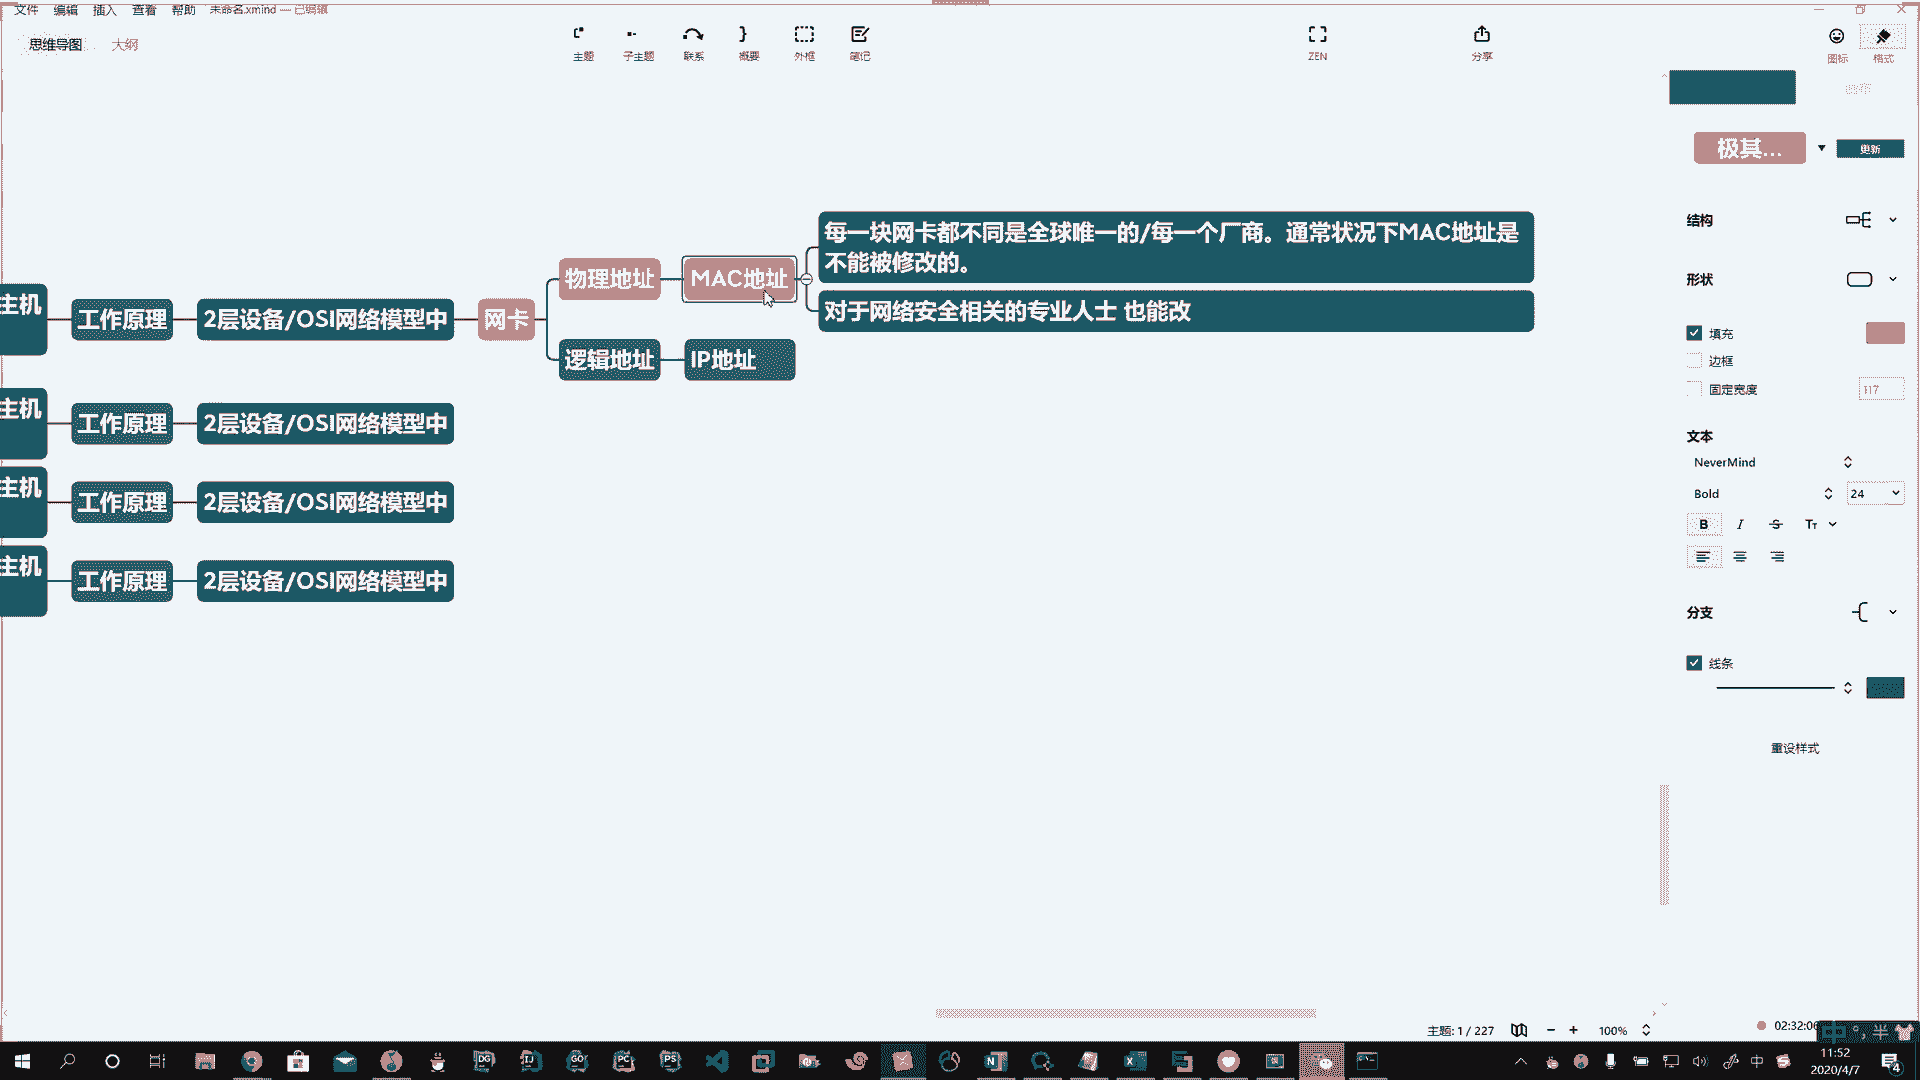 文件 编辑 插入 查看 帮助 未命名.xmind — 已编辑
思维导图 大纲
主题 子主题 联系 概要 外框 笔记 ZEN 分享 图标 格式
极其... 更新
结构
形状
填充
边框
固定宽度 117
文本
NeverMind
Bold 24
B I S TT
分支
线条
重设样式
每一块网卡都不同是全球唯一的/每一个厂商。通常状况下MAC地址是
不能被修改的。
对于网络安全相关的专业人士 也能改
物理地址 MAC地址
主机 工作原理 2层设备/OSI网络模型中 网卡
逻辑地址 IP地址
主机 工作原理 2层设备/OSI网络模型中
主机 工作原理 2层设备/OSI网络模型中
主机 工作原理 2层设备/OSI网络模型中
主题: 1 / 227 100% 02:32:06
中 半
DG IJ GO PC PS
中
11:52
2020/4/7
4